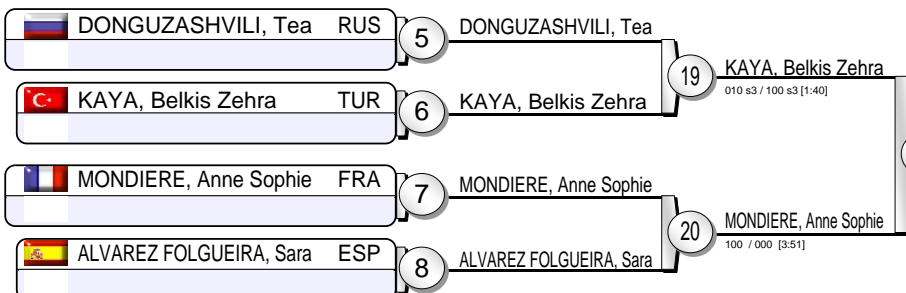 DONGUZASHVILI, Tea RUS
5
DONGUZASHVILI, Tea
19
KAYA, Belkis Zehra
010 s3 / 100 s3 [1:40]
KAYA, Belkis Zehra TUR
6
KAYA, Belkis Zehra
MONDIERE, Anne Sophie FRA
7
MONDIERE, Anne Sophie
20
MONDIERE, Anne Sophie
100 / 000 [3:51]
ALVAREZ FOLGUEIRA, Sara ESP
8
ALVAREZ FOLGUEIRA, Sara